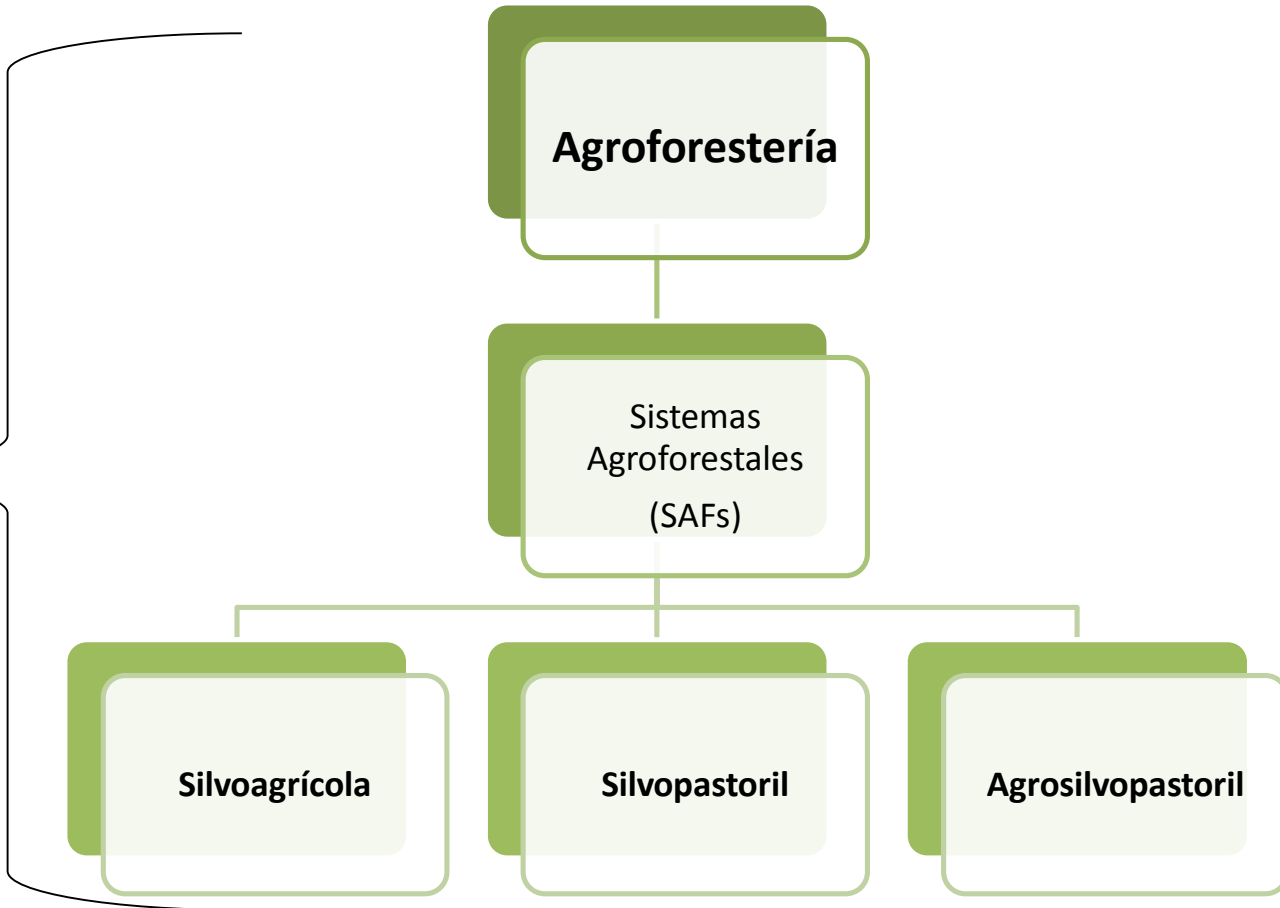 Agroforestería
Sistemas
Agroforestales
(SAFs)
Silvoagrícola
Silvopastoril
Agrosilvopastoril